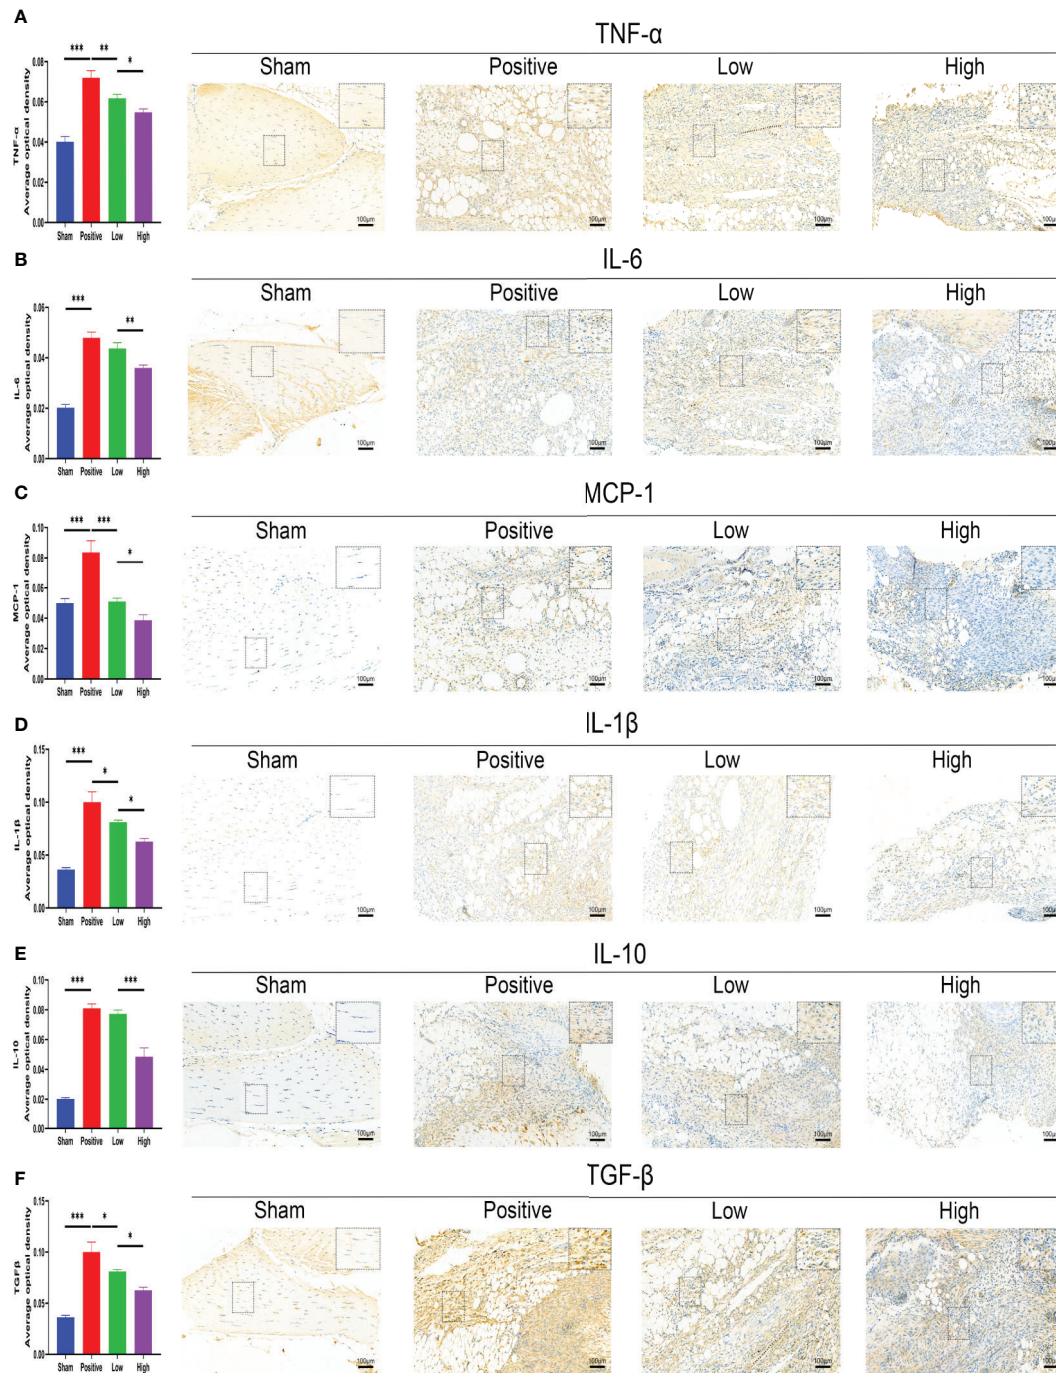 A
TNF-α
Sham Positive Low High
*** ** *
TNF-α
Average optical density
0.08
0.06
0.04
0.02
0.00
Sham Positive Low High
100μm 100μm 100μm 100μm
B
IL-6
Sham Positive Low High
*** **
IL-6
Average optical density
0.06
0.04
0.02
0.00
Sham Positive Low High
100μm 100μm 100μm 100μm
C
MCP-1
Sham Positive Low High
*** *** *
MCP-1
Average optical density
0.10
0.08
0.06
0.04
0.02
0.00
Sham Positive Low High
100μm 100μm 100μm 100μm
D
IL-1β
Sham Positive Low High
*** * *
IL-1β
Average optical density
0.15
0.10
0.05
0.00
Sham Positive Low High
100μm 100μm 100μm 100μm
E
IL-10
Sham Positive Low High
*** ***
IL-10
Average optical density
0.10
0.08
0.06
0.04
0.02
0.00
Sham Positive Low High
100μm 100μm 100μm 100μm
F
TGF-β
Sham Positive Low High
*** * *
TGFβ
Average optical density
0.15
0.10
0.05
0.00
Sham Positive Low High
100μm 100μm 100μm 100μm